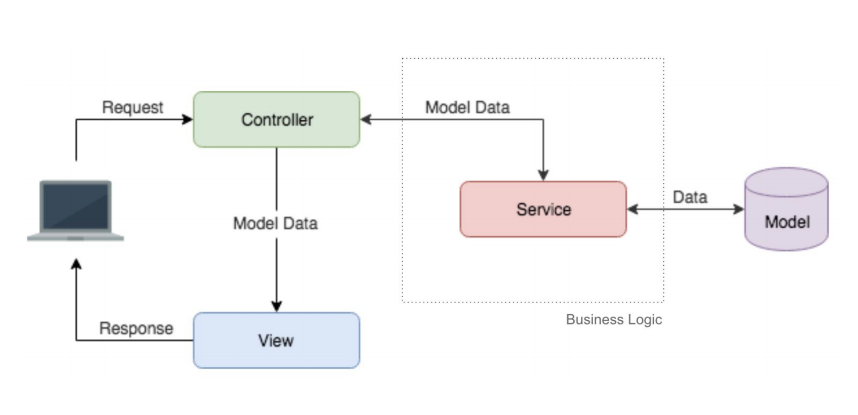 Request
Controller
Model Data
Service
Data
Model
Model Data
Business Logic
Response
View